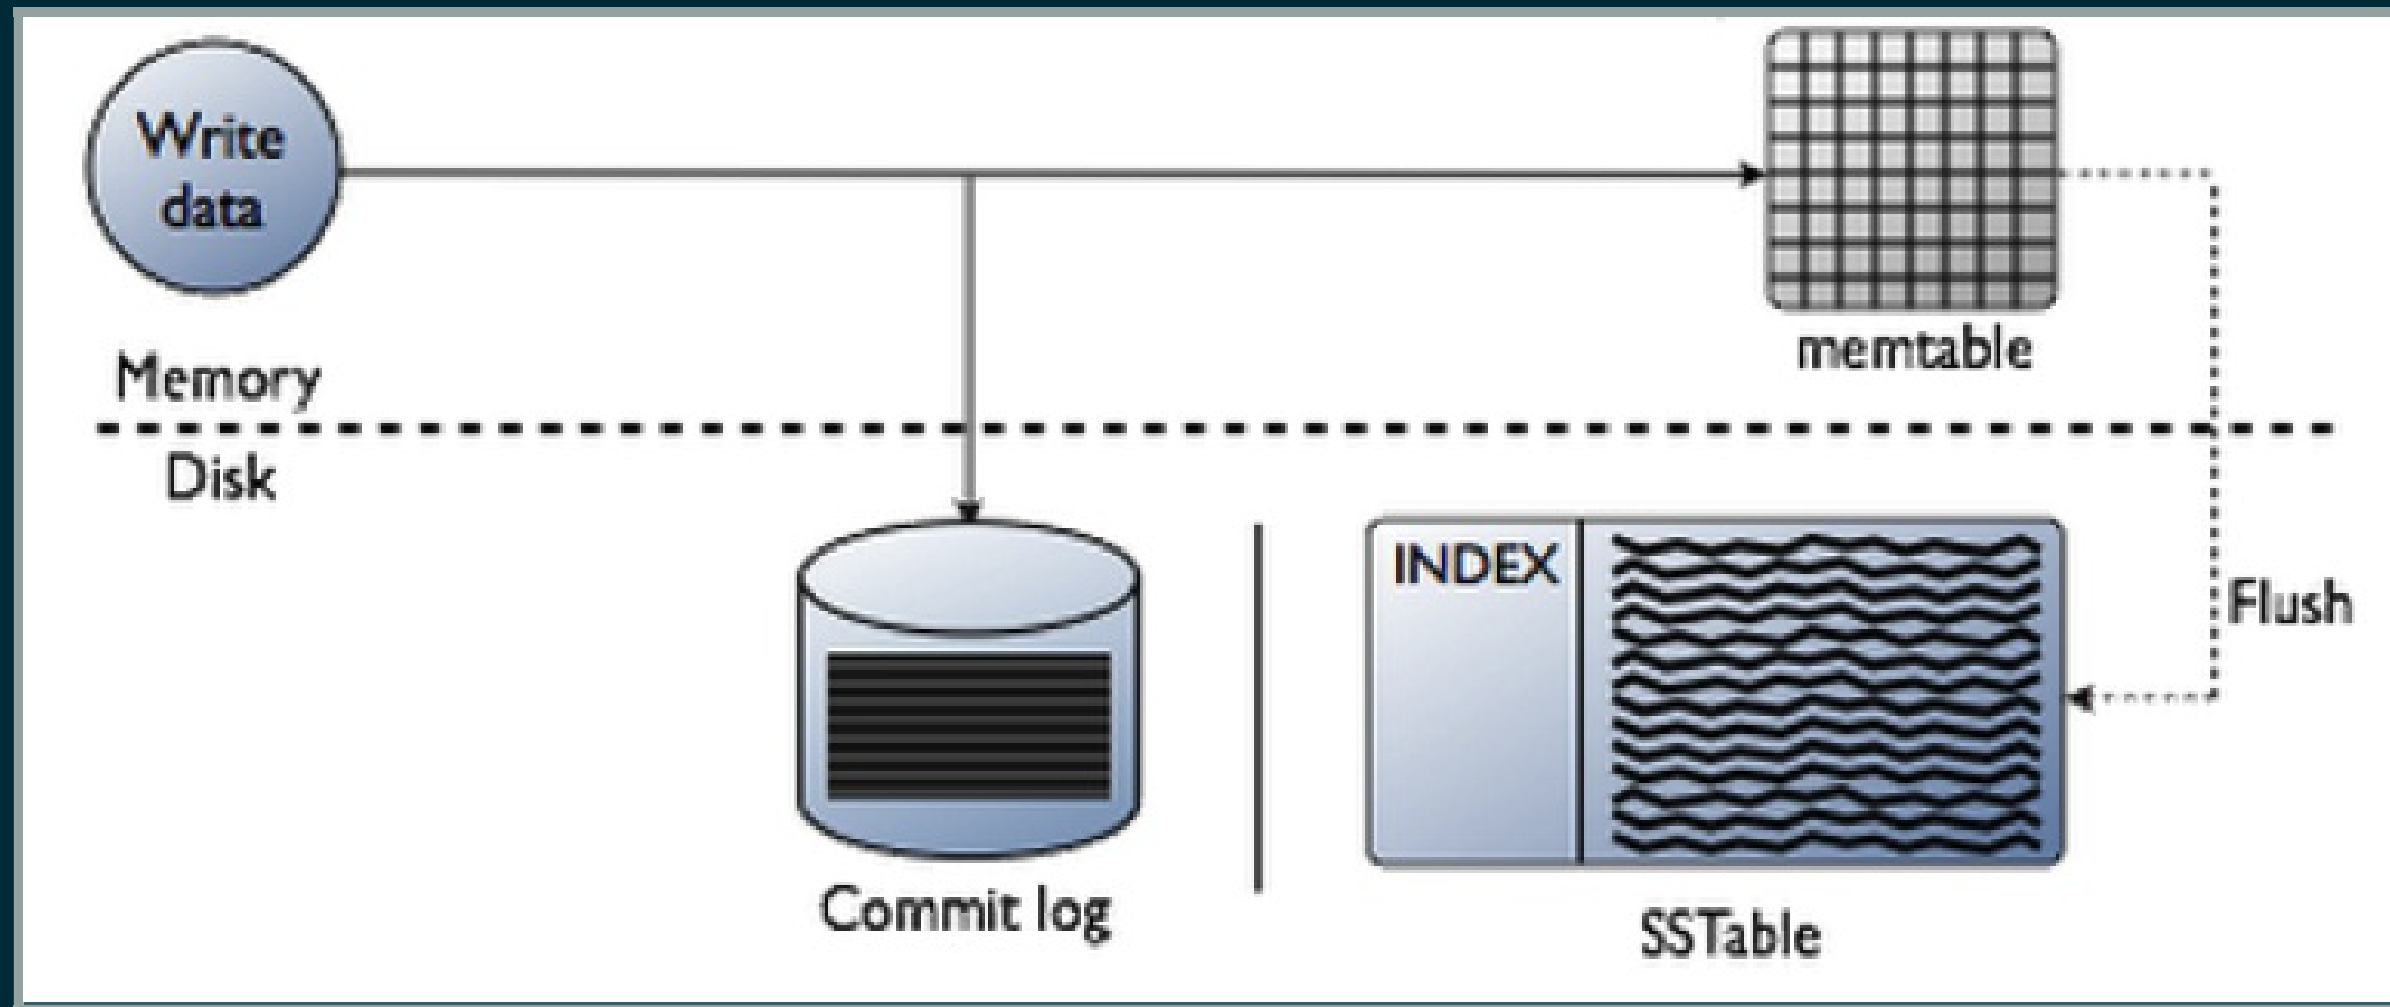 Write
data
memtable
Memory
Disk
INDEX
Flush
Commit log
SSTable